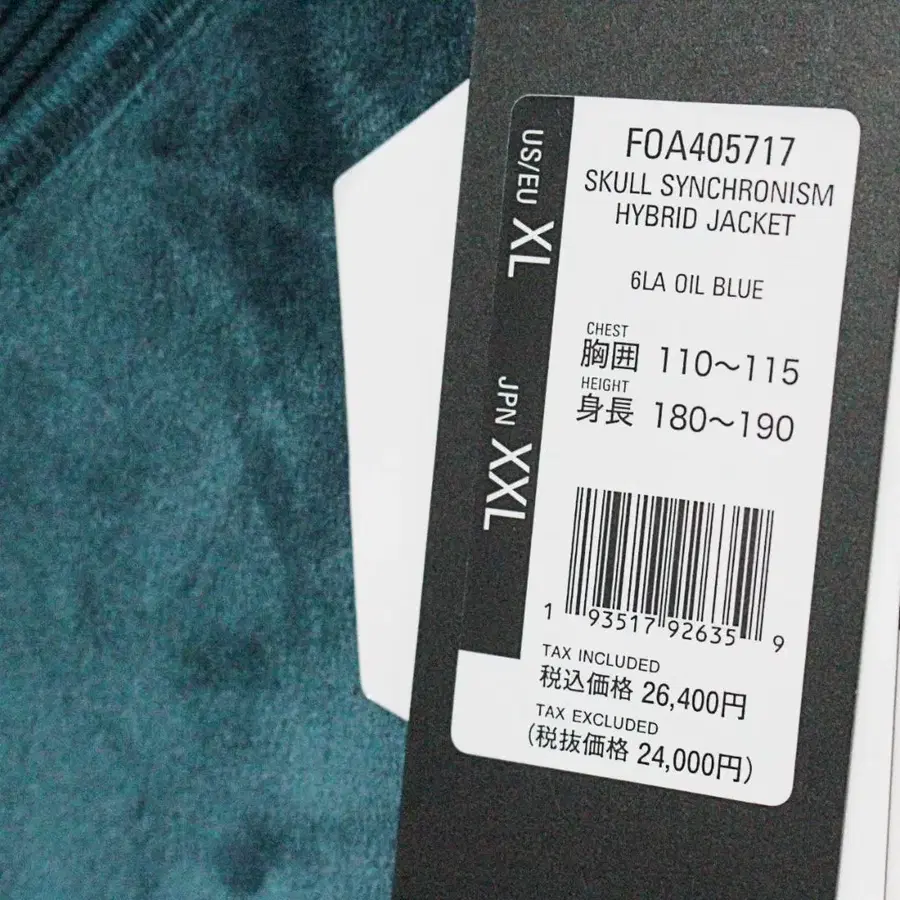 US/EU XL
JPN XXL
FOA405717
SKULL SYNCHRONISM
HYBRID JACKET
6LA OIL BLUE
CHEST
胸囲 110～115
HEIGHT
身長 180～190
1 93517 92635 9
TAX INCLUDED
税込価格 26,400円
TAX EXCLUDED
(税抜価格 24,000円)